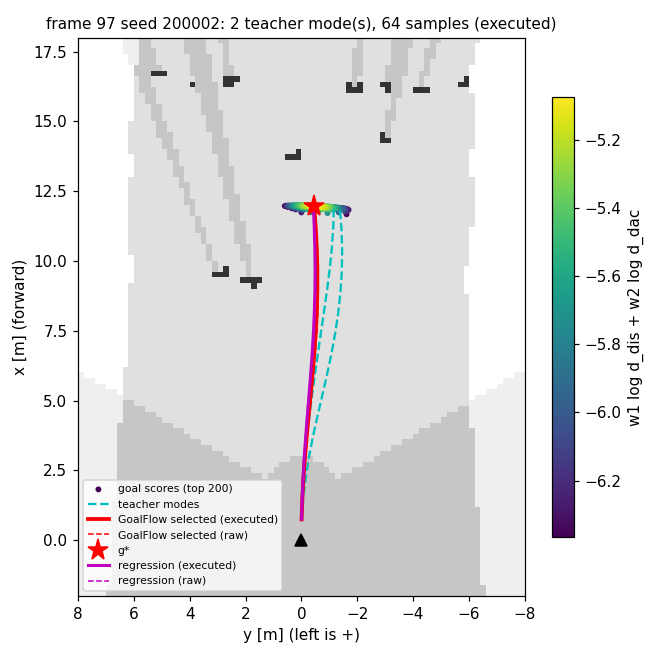 frame 97 seed 200002: 2 teacher mode(s), 64 samples (executed)
17.5
15.0
12.5
10.0
7.5
5.0
2.5
0.0
x [m] (forward)
8
6
4
2
0
−2
−4
−6
−8
y [m] (left is +)
goal scores (top 200)
teacher modes
GoalFlow selected (executed)
GoalFlow selected (raw)
g*
regression (executed)
regression (raw)
−5.2
−5.4
−5.6
−5.8
−6.0
−6.2
w1 log d_dis + w2 log d_dac